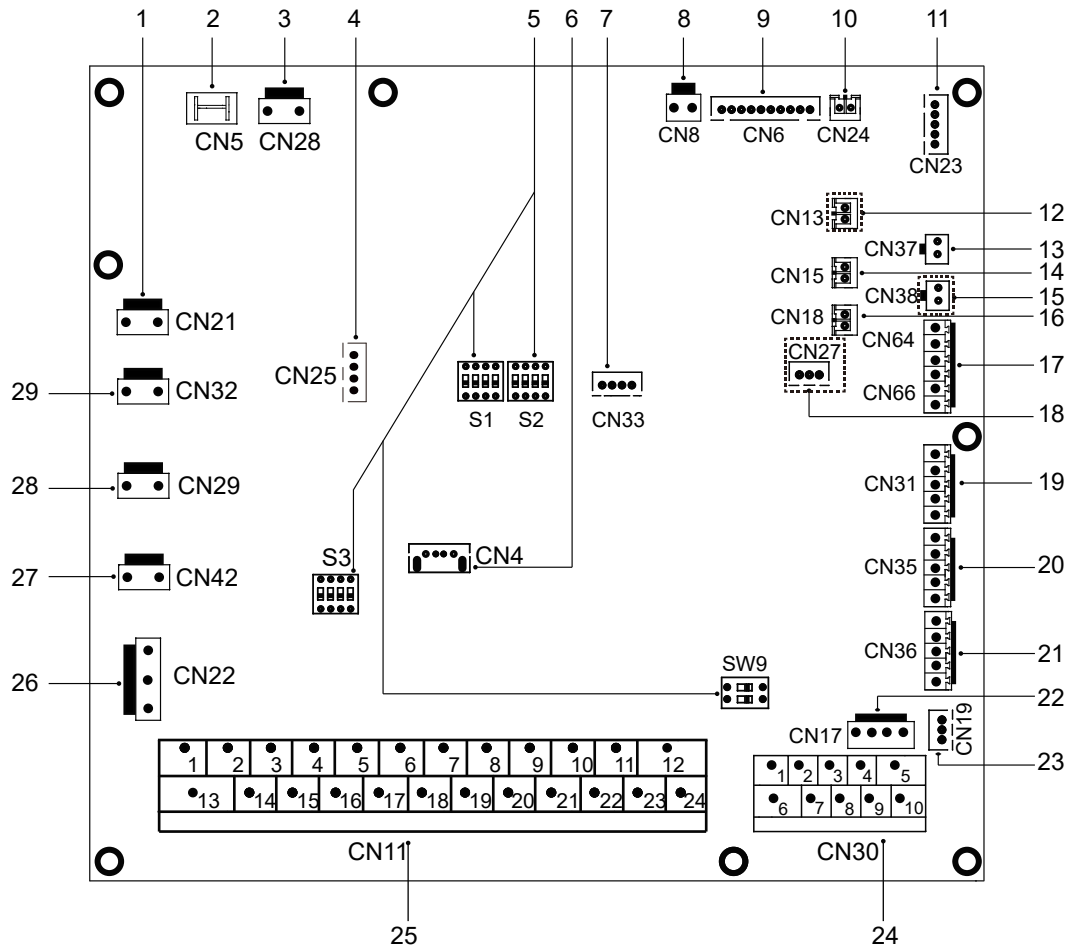 1 2 3 4 5 6 7 8 9 10 11
CN5 CN28 CN8 CN6 CN24 CN23
CN13 12
CN37 13
CN15 14
CN38 15
CN18 16
CN21
CN64
CN27
CN25
29 CN32 CN66 17
S1 S2 CN33 18
28 CN29 CN31 19
S3 CN4
27 CN42 CN35 20
CN36 21
26 CN22 SW9
22
CN17 CN19
23
1 2 3 4 5 6 7 8 9 10 11 12
1 2 3 4 5
13 14 15 16 17 18 19 20 21 22 23 24
6 7 8 9 10
CN11 CN30
25 24